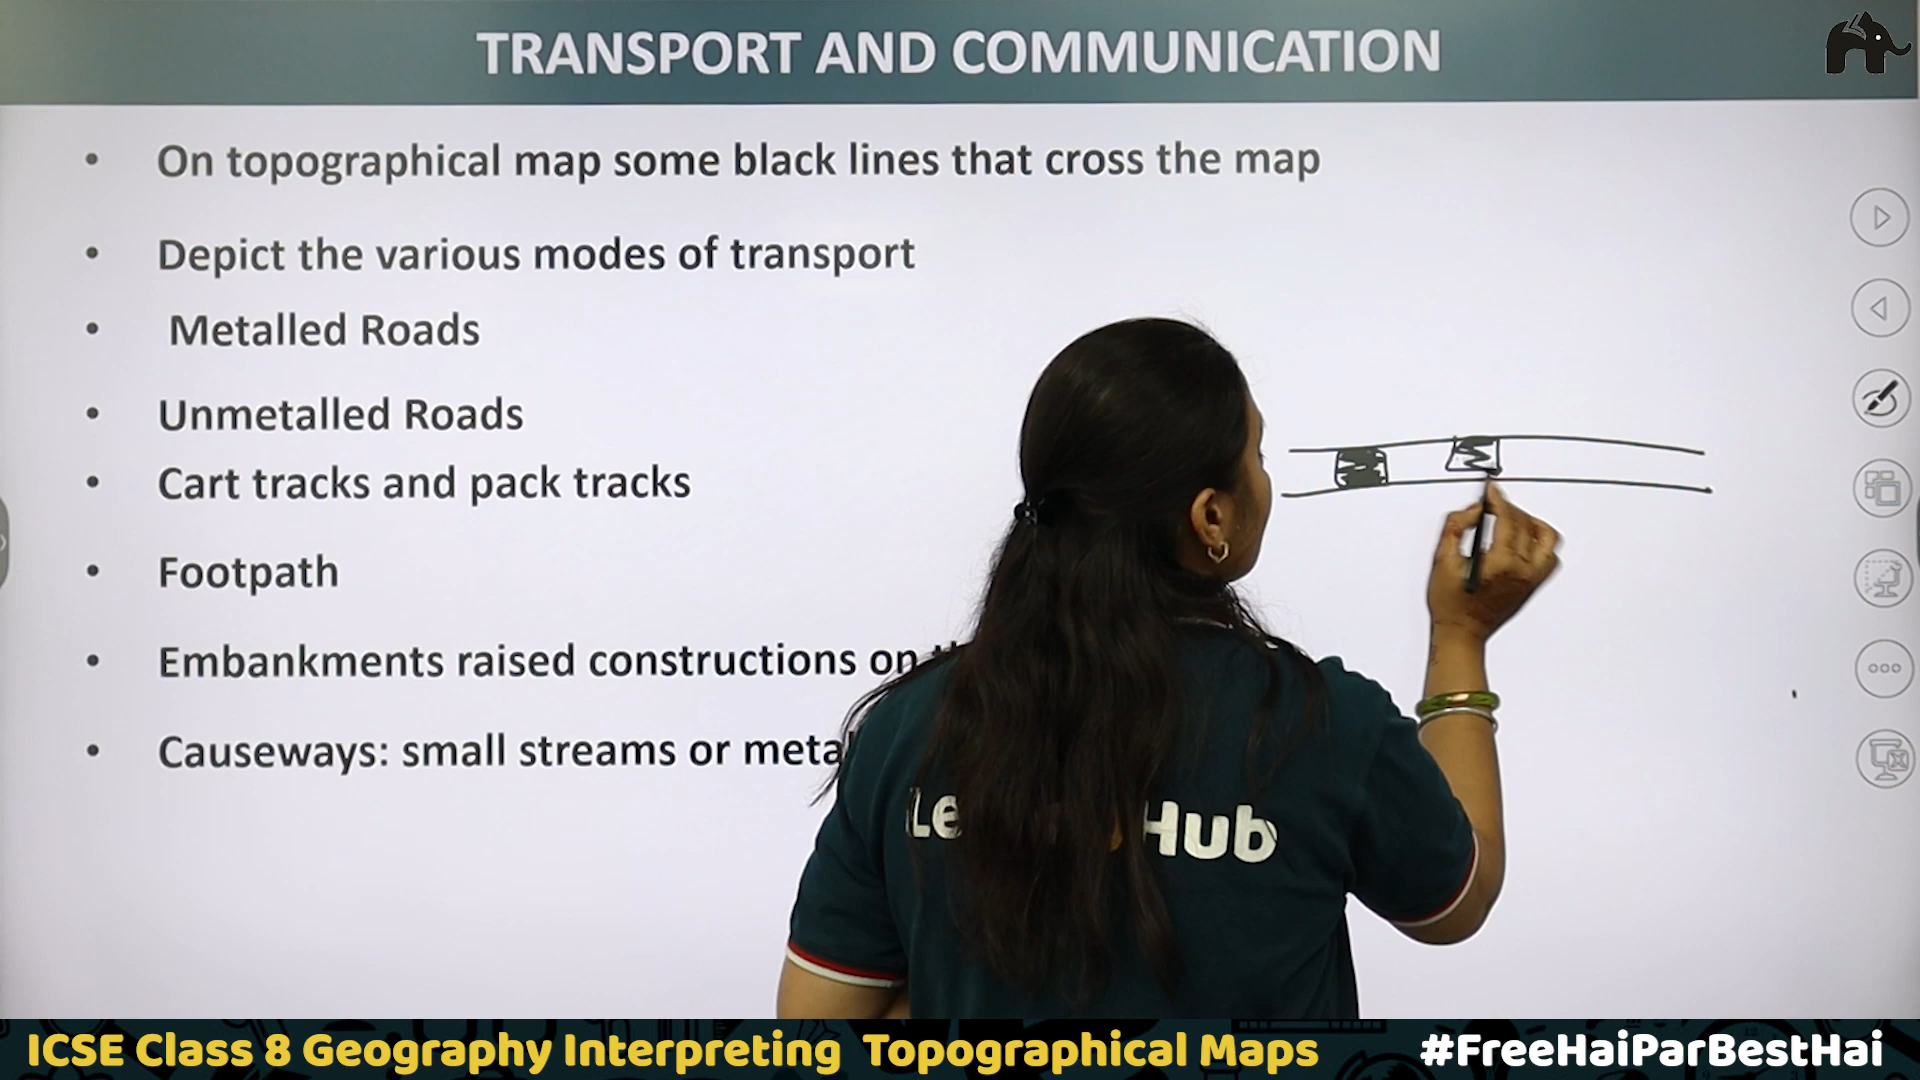 TRANSPORT AND COMMUNICATION
• On topographical map some black lines that cross the map
• Depict the various modes of transport
• Metalled Roads
• Unmetalled Roads
• Cart tracks and pack tracks
• Footpath
• Embankments raised constructions on
• Causeways: small streams or
Hub
ICSE Class 8 Geography Interpreting Topographical Maps
#FreeHaiParBestHai